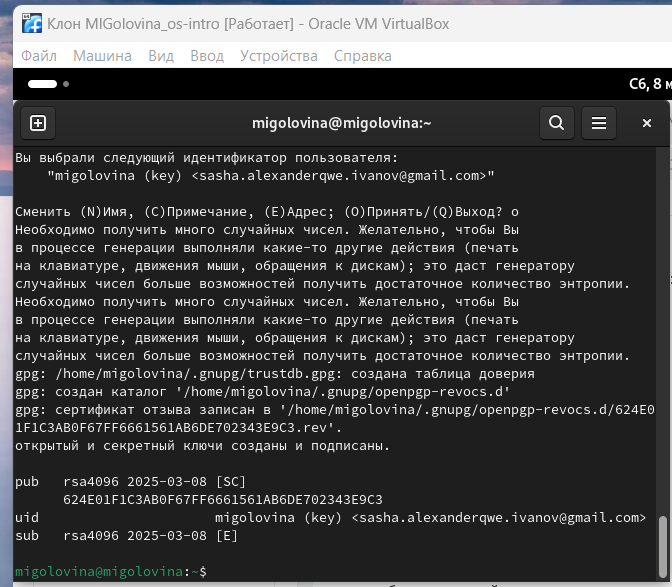 Клон MIGolovina_os-intro [Работает] - Oracle VM VirtualBox
Файл Машина Вид Ввод Устройства Справка
Сб, 8
migolovina@migolovina:~
Вы выбрали следующий идентификатор пользователя:
"migolovina (key) <sasha.alexanderqwe.ivanov@gmail.com>"
Сменить (N)Имя, (C)Примечание, (E)Адрес; (O)Принять/(Q)Выход? o
Необходимо получить много случайных чисел. Желательно, чтобы Вы
в процессе генерации выполняли какие-то другие действия (печать
на клавиатуре, движения мыши, обращения к дискам); это даст генератору
случайных чисел больше возможностей получить достаточное количество энтропии.
Необходимо получить много случайных чисел. Желательно, чтобы Вы
в процессе генерации выполняли какие-то другие действия (печать
на клавиатуре, движения мыши, обращения к дискам); это даст генератору
случайных чисел больше возможностей получить достаточное количество энтропии.
gpg: /home/migolovina/.gnupg/trustdb.gpg: создана таблица доверия
gpg: создан каталог '/home/migolovina/.gnupg/openpgp-revocs.d'
gpg: сертификат отзыва записан в '/home/migolovina/.gnupg/openpgp-revocs.d/624E0
1F1C3AB0F67FF6661561AB6DE702343E9C3.rev'.
открытый и секретный ключи созданы и подписаны.
pub rsa4096 2025-03-08 [SC]
624E01F1C3AB0F67FF6661561AB6DE702343E9C3
uid migolovina (key) <sasha.alexanderqwe.ivanov@gmail.com>
sub rsa4096 2025-03-08 [E]
migolovina@migolovina:~$